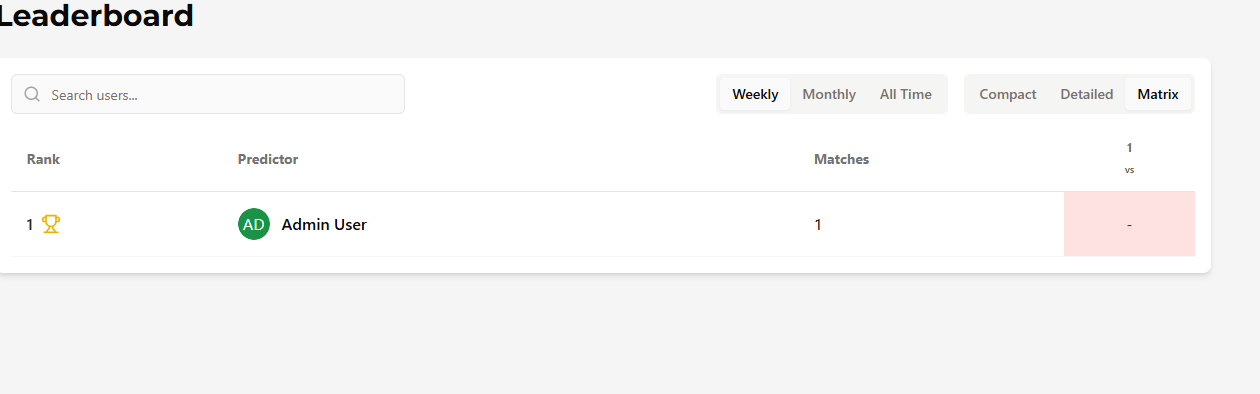 Leaderboard
Search users...
Weekly Monthly All Time
Compact Detailed Matrix
Rank Predictor Matches 1
vs
1 AD Admin User 1 -